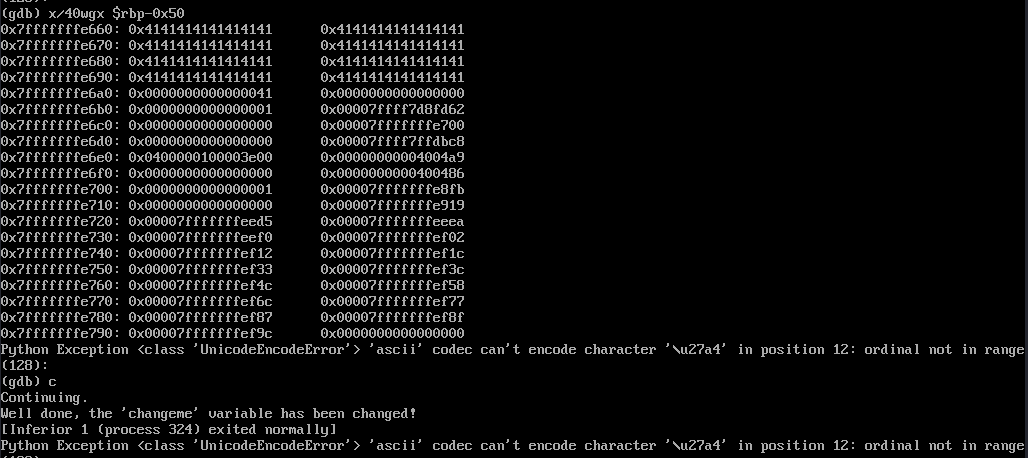 (128):
(gdb) x/40wgx $rbp-0x50
0x7fffffffe660: 0x4141414141414141 0x4141414141414141
0x7fffffffe670: 0x4141414141414141 0x4141414141414141
0x7fffffffe680: 0x4141414141414141 0x4141414141414141
0x7fffffffe690: 0x4141414141414141 0x4141414141414141
0x7fffffffe6a0: 0x0000000000000041 0x0000000000000000
0x7fffffffe6b0: 0x0000000000000001 0x00007ffff7d8fd62
0x7fffffffe6c0: 0x0000000000000000 0x00007fffffffe700
0x7fffffffe6d0: 0x0000000000000000 0x00007ffff7ffdbc8
0x7fffffffe6e0: 0x0400000100003e00 0x00000000004004a9
0x7fffffffe6f0: 0x0000000000000000 0x0000000000400486
0x7fffffffe700: 0x0000000000000001 0x00007fffffffe8fb
0x7fffffffe710: 0x0000000000000000 0x00007fffffffe919
0x7fffffffe720: 0x00007fffffffeed5 0x00007fffffffeeea
0x7fffffffe730: 0x00007fffffffeef0 0x00007fffffffef02
0x7fffffffe740: 0x00007fffffffef12 0x00007fffffffef1c
0x7fffffffe750: 0x00007fffffffef33 0x00007fffffffef3c
0x7fffffffe760: 0x00007fffffffef4c 0x00007fffffffef58
0x7fffffffe770: 0x00007fffffffef6c 0x00007fffffffef77
0x7fffffffe780: 0x00007fffffffef87 0x00007fffffffef8f
0x7fffffffe790: 0x00007fffffffef9c 0x0000000000000000
Python Exception <class 'UnicodeEncodeError'> 'ascii' codec can't encode character '\u27a4' in position 12: ordinal not in range
(128):
(gdb) c
Continuing.
Well done, the 'changeme' variable has been changed!
[Inferior 1 (process 324) exited normally]
Python Exception <class 'UnicodeEncodeError'> 'ascii' codec can't encode character '\u27a4' in position 12: ordinal not in range